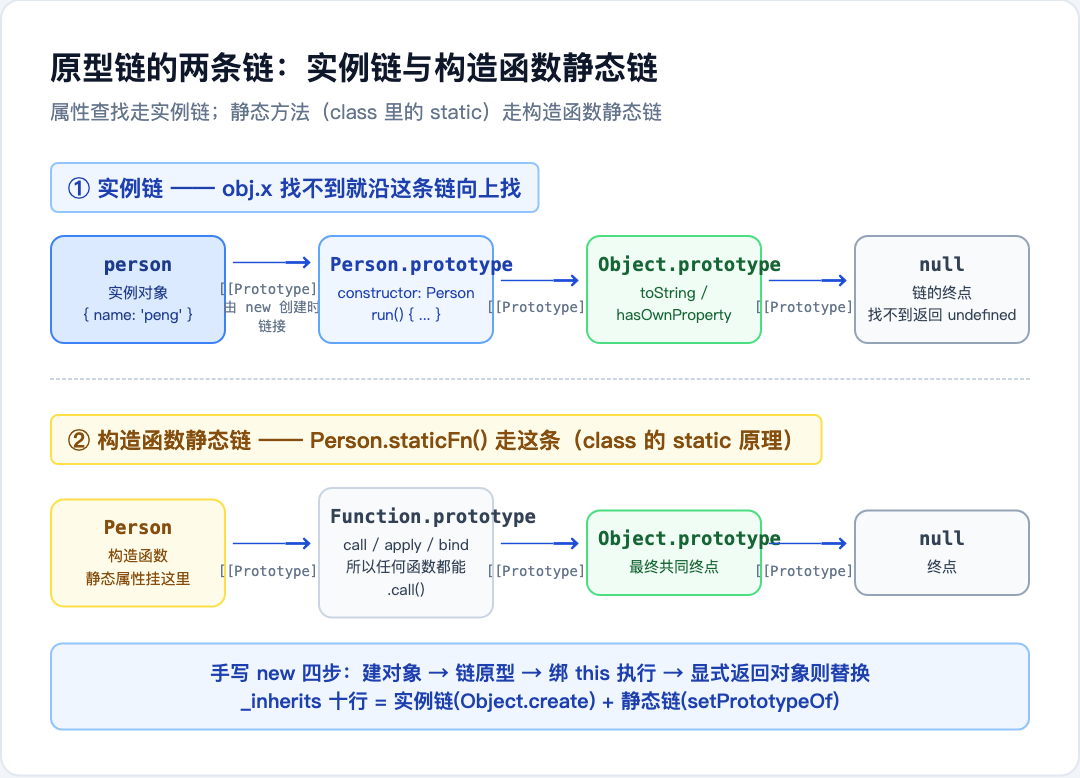 原型链的两条链：实例链与构造函数静态链
属性查找走实例链；静态方法（class 里的 static）走构造函数静态链
① 实例链 —— obj.x 找不到就沿这条链向上找
person
实例对象
{ name: 'peng' }
[[Prototype]]
由 new 创建时
链接
Person.prototype
constructor: Person
run() { ... }
[[Prototype]]
Object.prototype
toString /
hasOwnProperty
[[Prototype]]
null
链的终点
找不到返回 undefined
② 构造函数静态链 —— Person.staticFn() 走这条（class 的 static 原理）
Person
构造函数
静态属性挂这里
[[Prototype]]
Function.prototype
call / apply / bind
所以任何函数都能
.call()
[[Prototype]]
Object.prototype
最终共同终点
[[Prototype]]
null
终点
手写 new 四步：建对象 → 链原型 → 绑 this 执行 → 显式返回对象则替换
_inherits 十行 = 实例链(Object.create) + 静态链(setPrototypeOf)